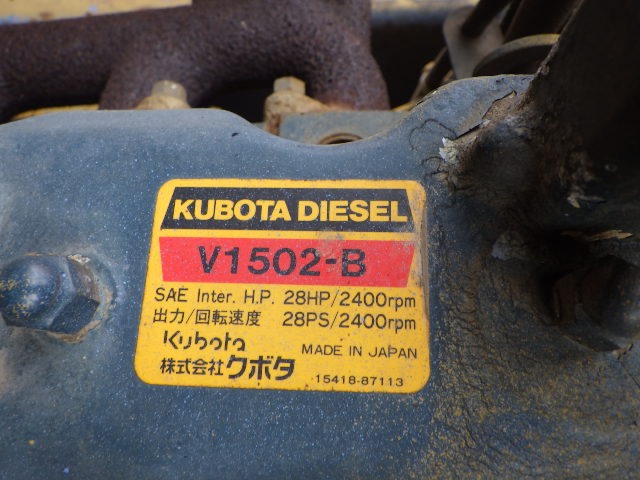 KUBOTA DIESEL
V1502-B
SAE Inter. H.P. 28HP/2400rpm
出力/回転速度 28PS/2400rpm
Kubota MADE IN JAPAN
株式会社クボタ 15418-87113